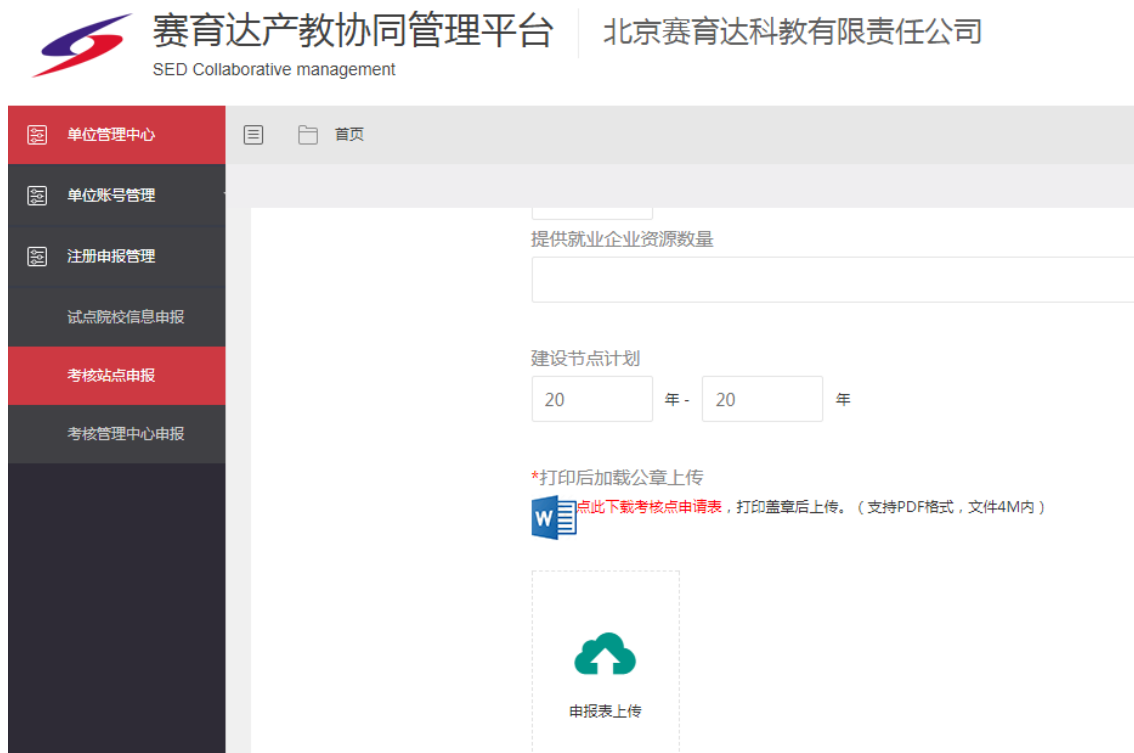 赛育达产教协同管理平台 北京赛育达科教有限责任公司
SED Collaborative management
单位管理中心
首页
单位账号管理
注册申报管理
试点院校信息申报
考核站点申报
考核管理中心申报
提供就业企业资源数量
建设节点计划
20 年 - 20 年
*打印后加载公章上传
W 点此下载考核点申请表，打印盖章后上传。（支持PDF格式，文件4M内）
申报表上传